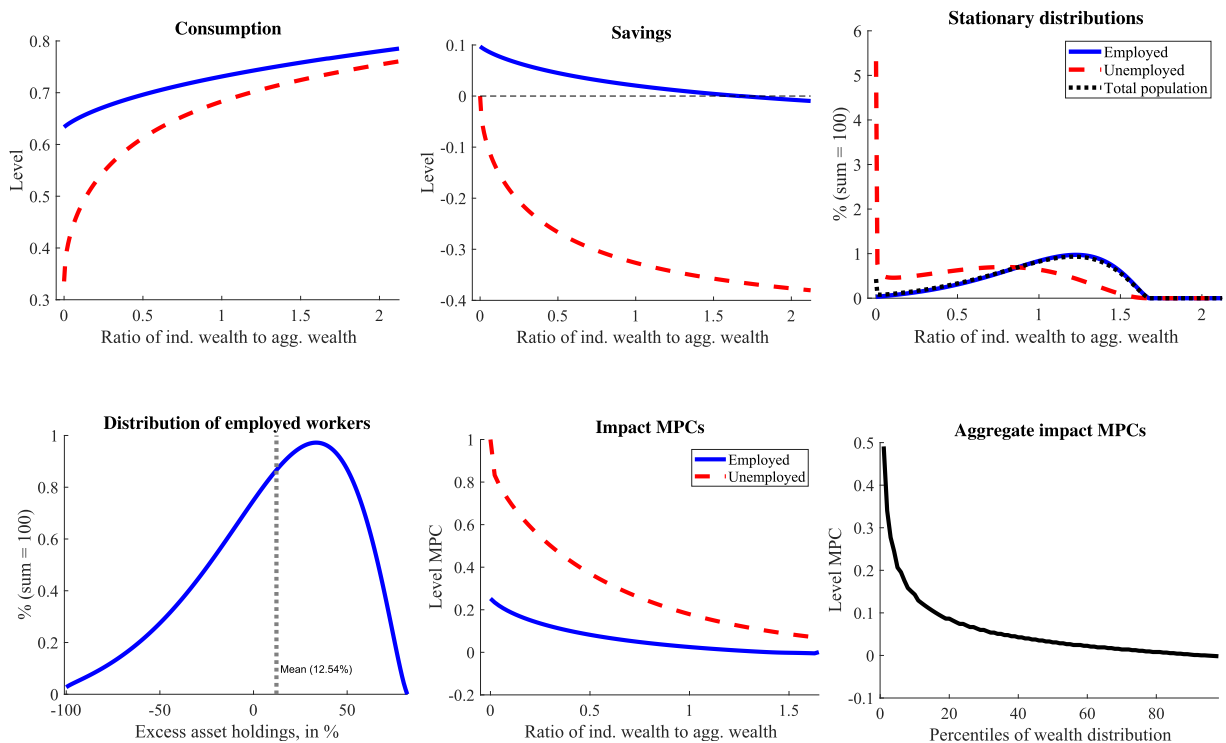 Consumption
0.8
0.7
0.6
0.5
0.4
0.3
Level
0
0.5
1
1.5
2
Ratio of ind. wealth to agg. wealth
Savings
0.1
0
-0.1
-0.2
-0.3
-0.4
Level
0
0.5
1
1.5
2
Ratio of ind. wealth to agg. wealth
Stationary distributions
6
5
4
3
2
1
0
% (sum = 100)
Employed
Unemployed
Total population
0
0.5
1
1.5
2
Ratio of ind. wealth to agg. wealth
Distribution of employed workers
1
0.8
0.6
0.4
0.2
0
% (sum = 100)
Mean (12.54%)
-100
-50
0
50
Excess asset holdings, in %
Impact MPCs
1
0.8
0.6
0.4
0.2
0
-0.2
Level MPC
Employed
Unemployed
0
0.5
1
1.5
Ratio of ind. wealth to agg. wealth
Aggregate impact MPCs
0.5
0.4
0.3
0.2
0.1
0
-0.1
Level MPC
0
20
40
60
80
Percentiles of wealth distribution